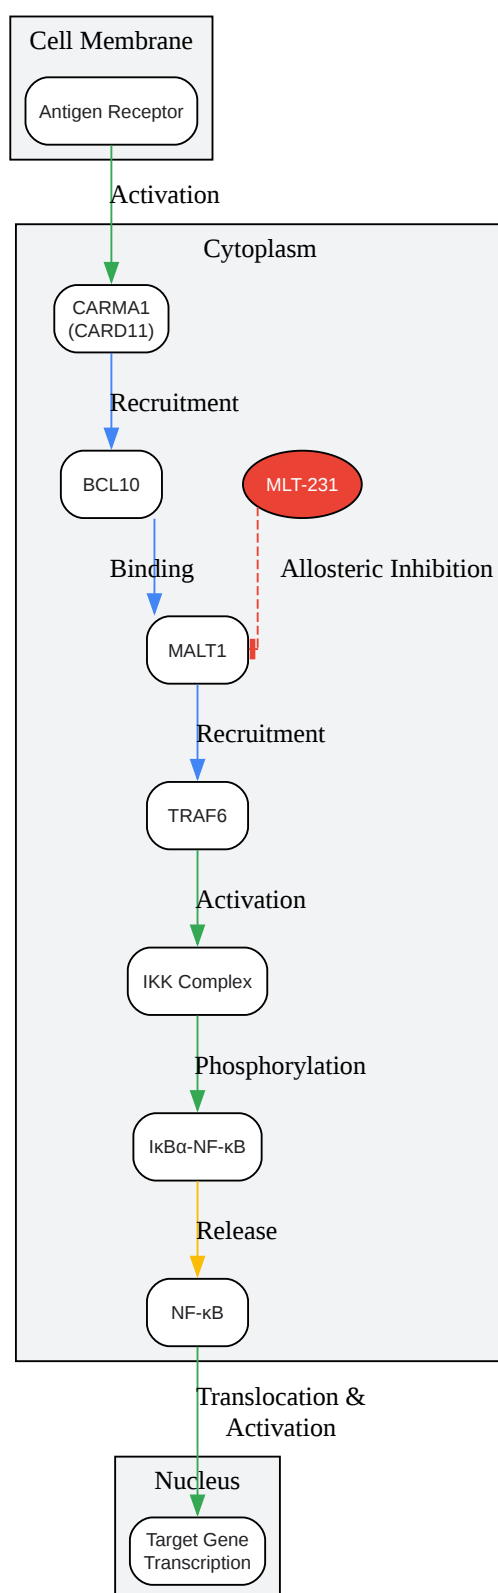 Cell Membrane
Antigen Receptor
Activation
Cytoplasm
CARMA1
(CARD11)
Recruitment
BCL10
MLT-231
Binding
Allosteric Inhibition
MALT1
Recruitment
TRAF6
Activation
IKK Complex
Phosphorylation
IκBα-NF-κB
Release
NF-κB
Translocation &
Activation
Nucleus
Target Gene
Transcription